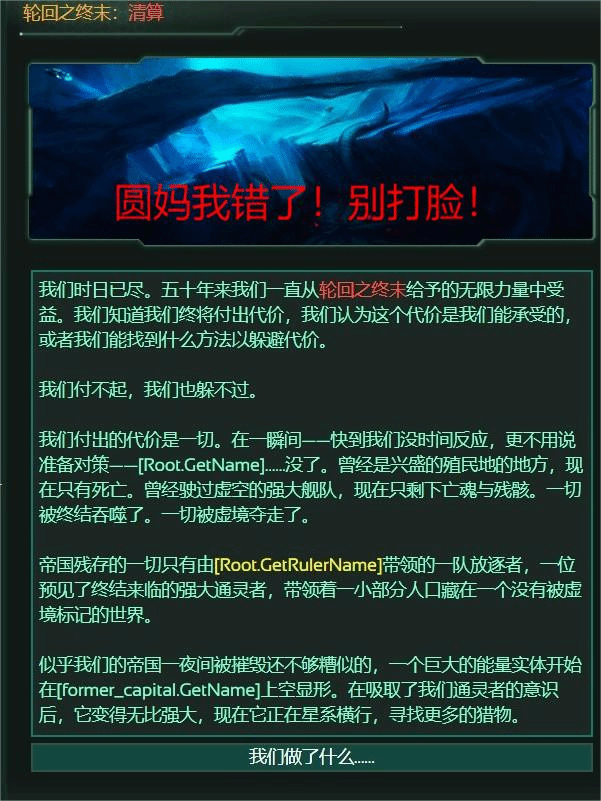 轮回之终末：清算
圆妈我错了！别打脸！
我们时日已尽。五十年来我们一直从轮回之终末给予的无限力量中受
益。我们知道我们终将付出代价，我们认为这个代价是我们能承受的，
或者我们能找到什么方法以躲避代价。
我们付不起，我们也躲不过。
我们付出的代价是一切。在一瞬间——快到我们没时间反应，更不用说
准备对策——[Root.GetName]……没了。曾经是兴盛的殖民地的地方，现
在只有死亡。曾经驶过虚空的强大舰队，现在只剩下亡魂与残骸。一切
被终结吞噬了。一切被虚境夺走了。
帝国残存的一切只有由[Root.GetRulerName]带领的一队放逐者，一位
预见了终结来临的强大通灵者，带领着一小部分人口藏在一个没有被虚
境标记的世界。
似乎我们的帝国一夜间被摧毁还不够糟似的，一个巨大的能量实体开始
在[former_capital.GetName]上空显形。在吸取了我们通灵者的意识
后，它变得无比强大，现在它正在星系横行，寻找更多的猎物。
我们做了什么……